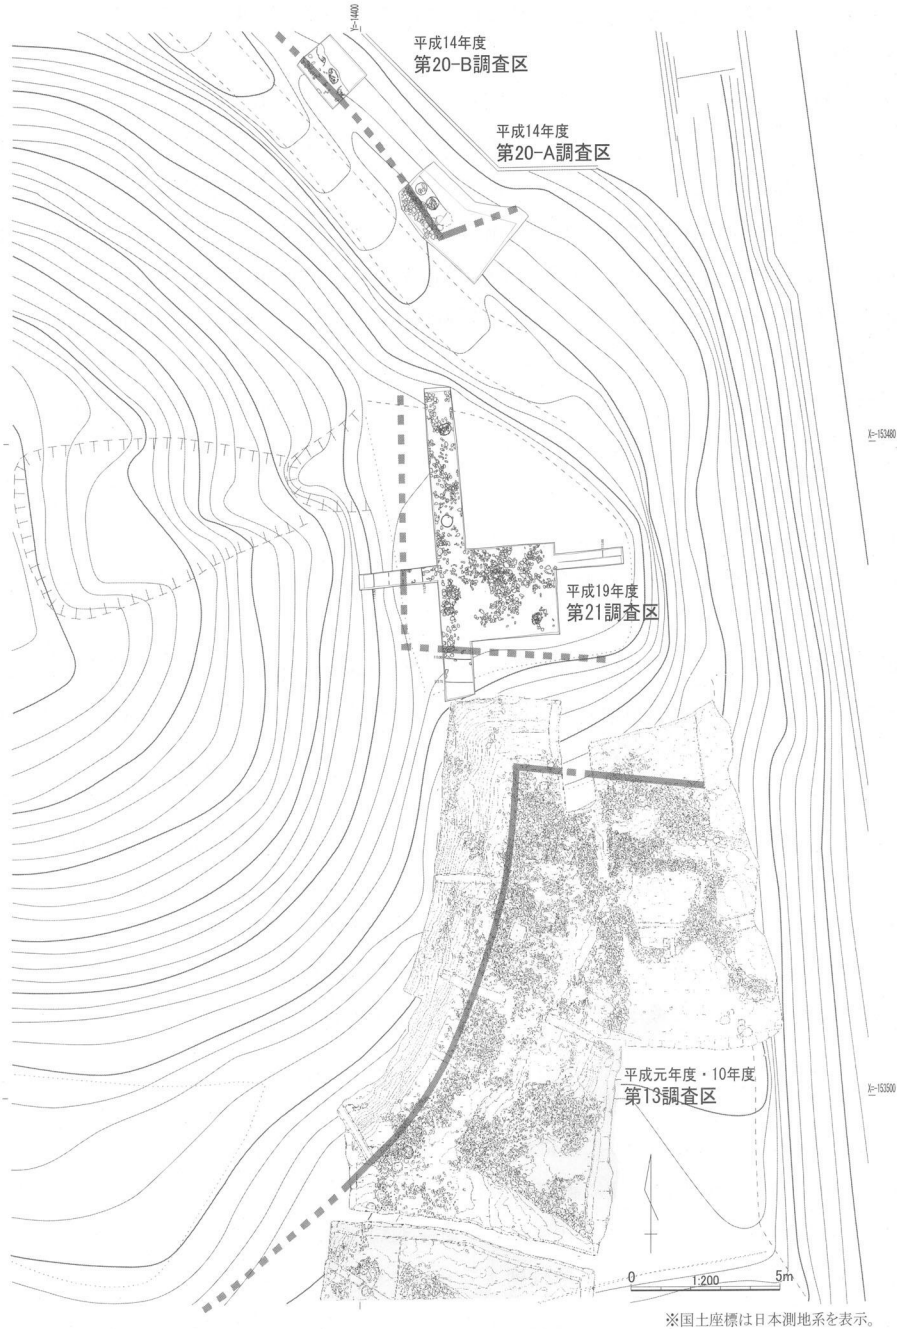 平成14年度
第20-B調査区
平成14年度
第20-A調査区
X=-153480
平成19年度
第21調査区
平成元年度・10年度
第13調査区
X=-153500
0 1:200 5m
※国土座標は日本測地系を表示。